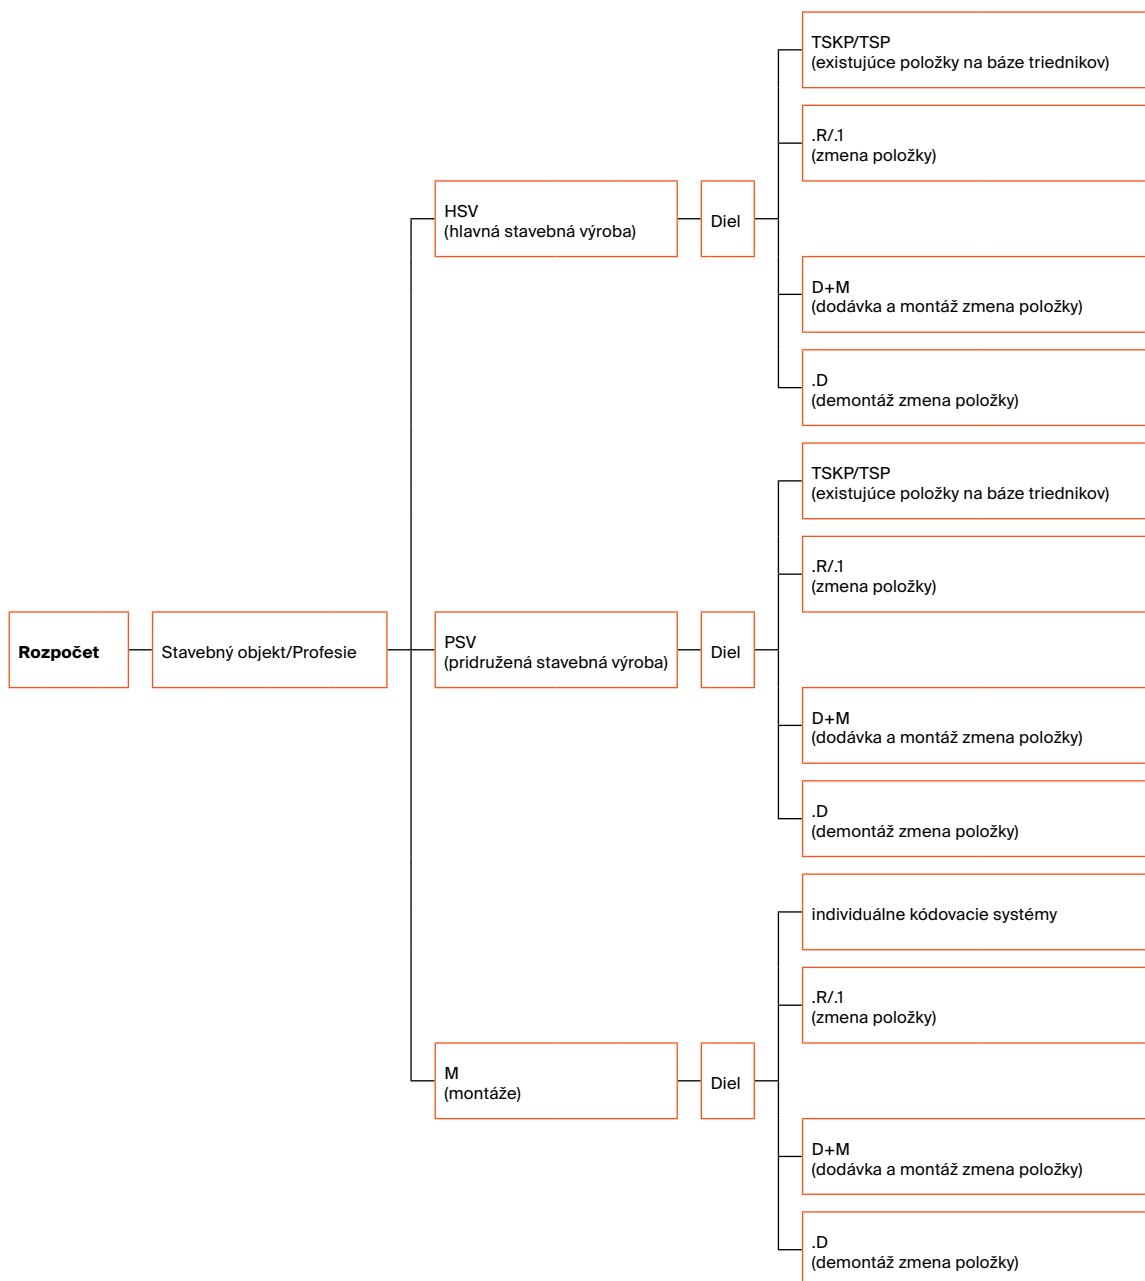 TSKP/TSP
(existujúce položky na báze triednikov)
.R/.1
(zmena položky)
HSV
(hlavná stavebná výroba)
Diel
D+M
(dodávka a montáž zmena položky)
.D
(demontáž zmena položky)
TSKP/TSP
(existujúce položky na báze triednikov)
.R/.1
(zmena položky)
Rozpočet
Stavebný objekt/Profesie
PSV
(pridružená stavebná výroba)
Diel
D+M
(dodávka a montáž zmena položky)
.D
(demontáž zmena položky)
individuálne kódovacie systémy
.R/.1
(zmena položky)
M
(montáže)
Diel
D+M
(dodávka a montáž zmena položky)
.D
(demontáž zmena položky)